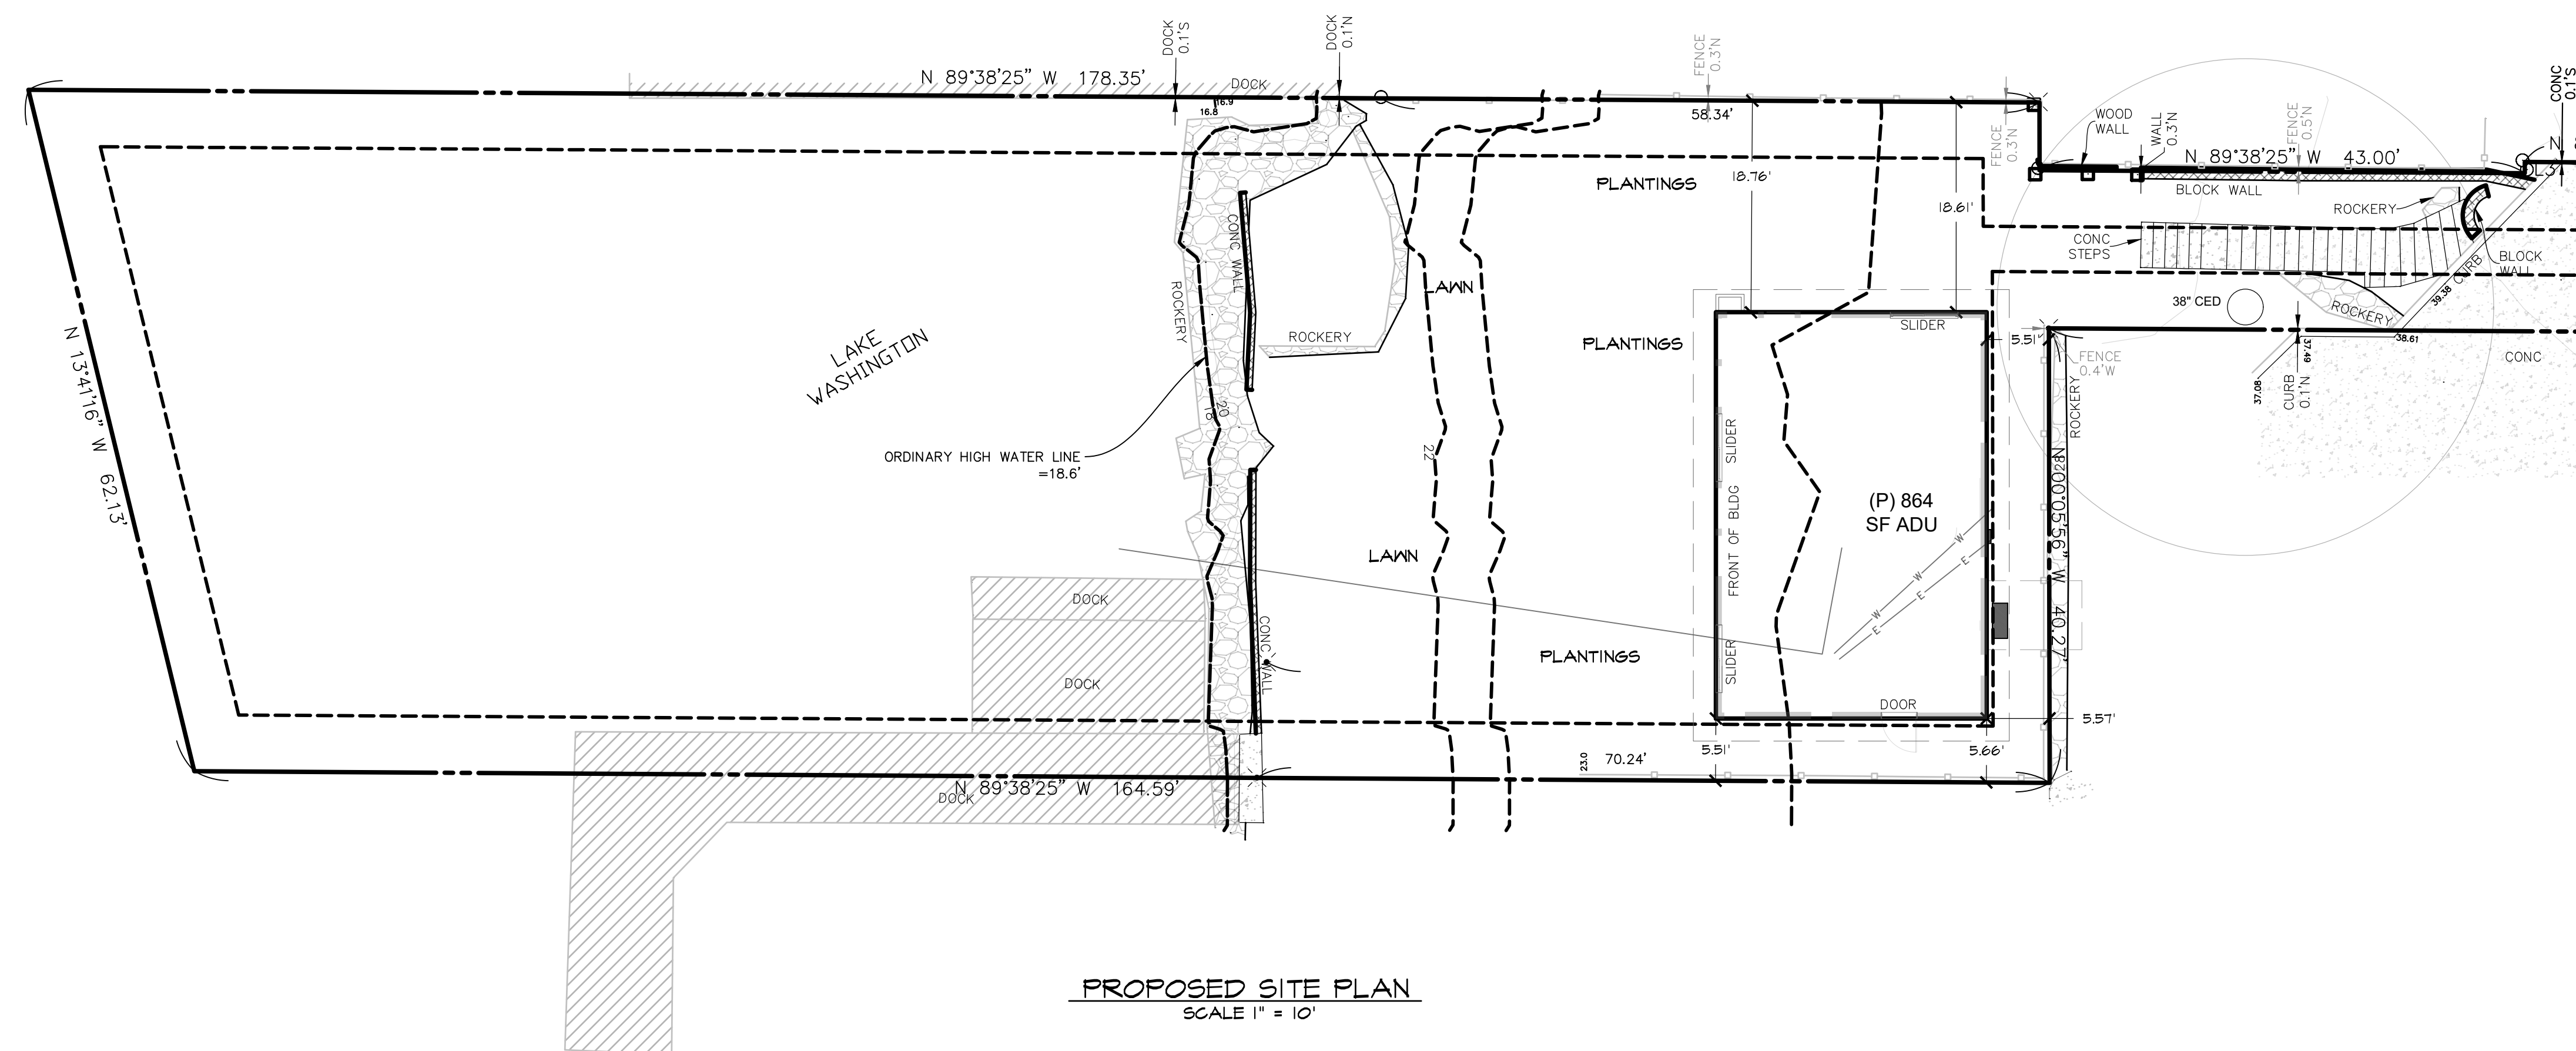 DOCK
0.1'S
DOCK
0.1'N
N 89°38'25" W 178.35'
DOCK
16.9
16.8
FENCE
0.3'N
58.34'
FENCE
0.3'N
WOOD
WALL
WALL
0.3'N
FENCE
0.5'N
CONC
0.1'S
N 89°38'25" W 43.00'
N
L3
BLOCK WALL
ROCKERY
CONC
STEPS
BLOCK
WALL
CURB
39.38
38" CED
ROCKERY
38.61
37.49
37.08
CURB
0.1'N
CONC
FENCE
0.4'W
ROCKERY
PLANTINGS
18.76'
18.61'
CONC WALL
ROCKERY
LAWN
ROCKERY
PLANTINGS
SLIDER
5.51'
LAKE
WASHINGTON
N 13°41'16" W 62.13'
ORDINARY HIGH WATER LINE
=18.6'
20
18
22
SLIDER
FRONT OF BLDG
SLIDER
(P) 864
SF ADU
28
N 00°05'56" W 40.27'
LAWN
W
W
E
E
E
DOCK
DOCK
CONC WALL
PLANTINGS
DOOR
5.57'
5.51'
5.66'
23.0
70.24'
N 89°38'25" W 164.59'
DOCK
PROPOSED SITE PLAN
SCALE 1" = 10'